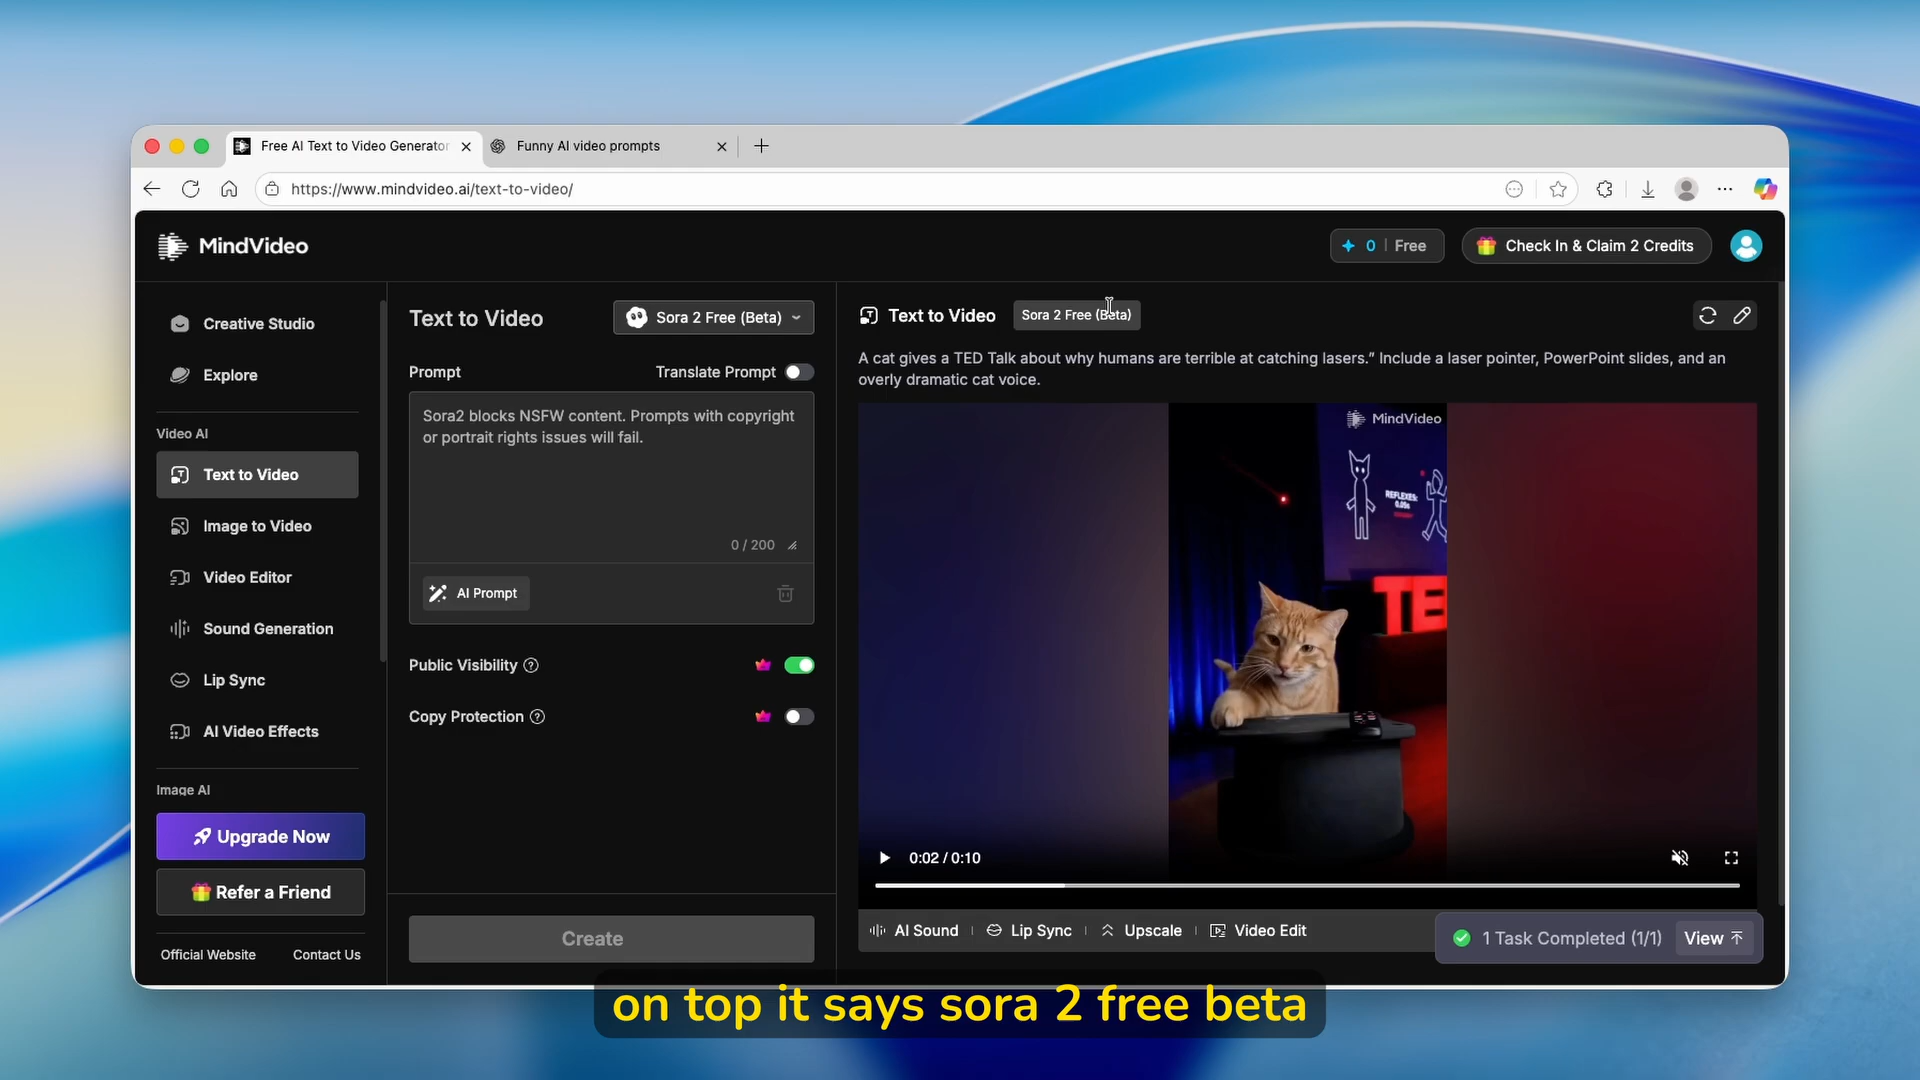 Free AI Text to Video Generator
Funny AI video prompts
https://www.mindvideo.ai/text-to-video/
MindVideo
0 | Free
Check In & Claim 2 Credits
Creative Studio
Explore
Video AI
Text to Video
Image to Video
Video Editor
Sound Generation
Lip Sync
AI Video Effects
Image AI
Upgrade Now
Refer a Friend
Official Website
Contact Us
Text to Video
Sora 2 Free (Beta)
Prompt
Translate Prompt
Sora2 blocks NSFW content. Prompts with copyright
or portrait rights issues will fail.
0 / 200
AI Prompt
Public Visibility
Copy Protection
Create
Text to Video
Sora 2 Free (Beta)
A cat gives a TED Talk about why humans are terrible at catching lasers.” Include a laser pointer, PowerPoint slides, and an
overly dramatic cat voice.
MindVideo
REFLEXES:
0.05s
TE
0:02 / 0:10
AI Sound
Lip Sync
Upscale
Video Edit
1 Task Completed (1/1)
View
on top it says sora 2 free beta